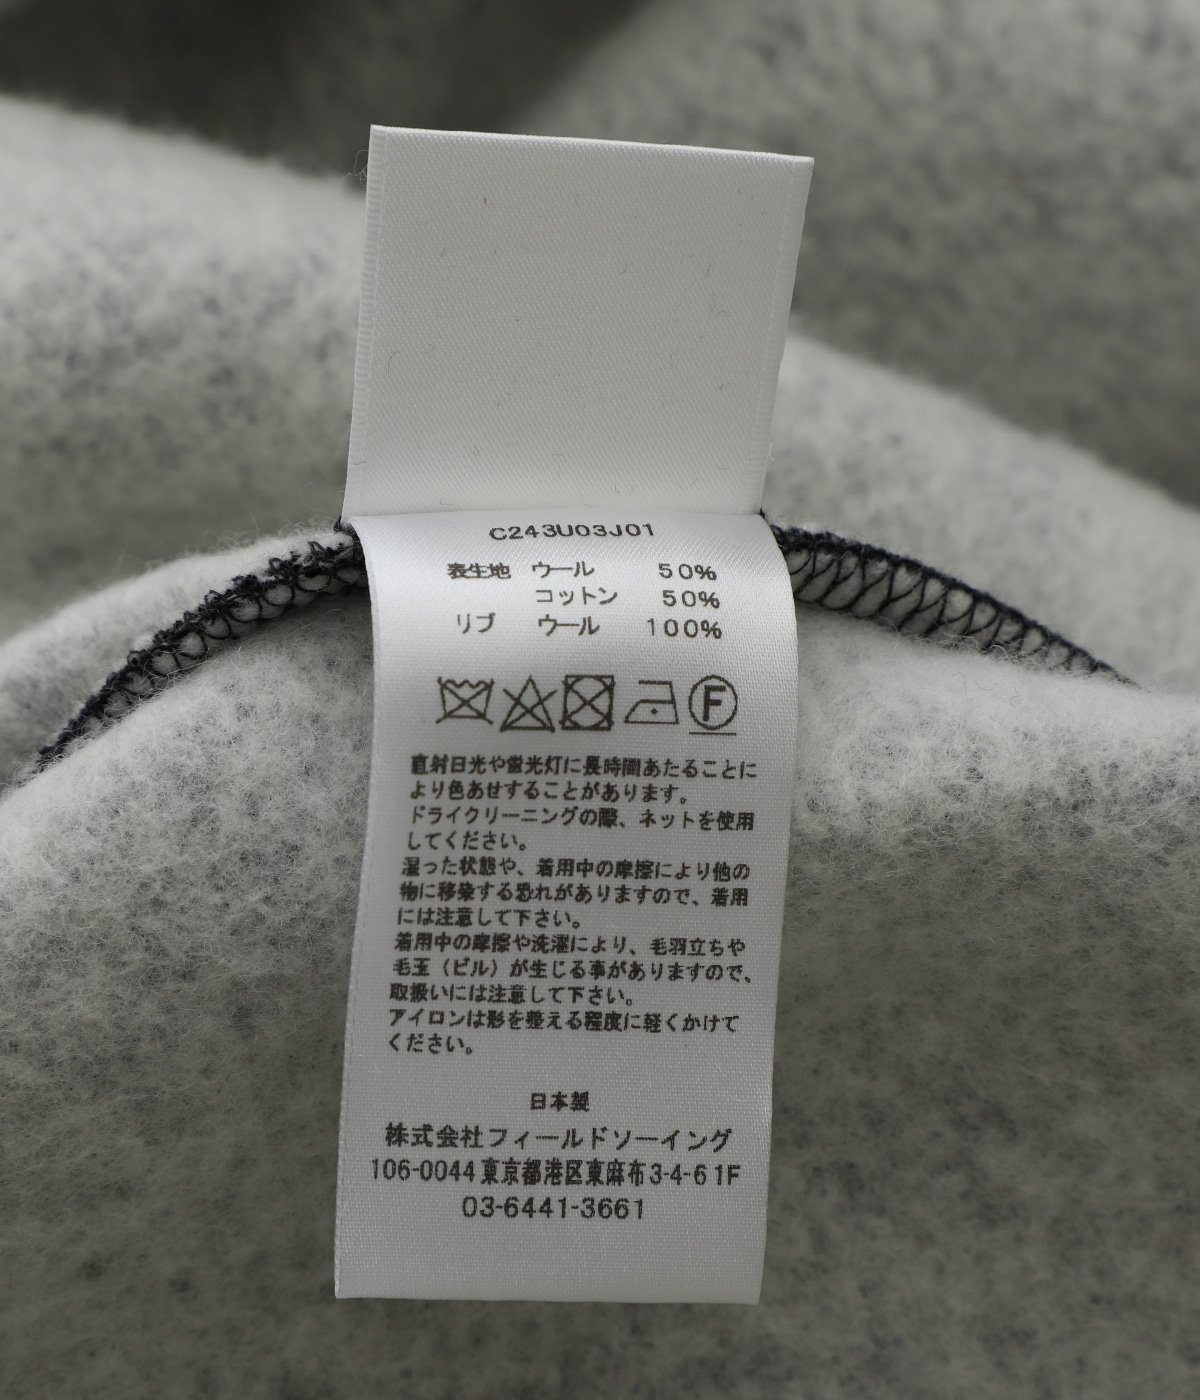 C243U03J01
表生地 ウール 50%
コットン 50%
リブ ウール 100%
F
直射日光や蛍光灯に長時間あたることに
より色あせすることがあります。
ドライクリーニングの際、ネットを使用
してください。
湿った状態や、着用中の摩擦により他の
物に移染する恐れがありますので、着用
には注意して下さい。
着用中の摩擦や洗濯により、毛羽立ちや
毛玉（ピル）が生じる事がありますので、
取扱いには注意して下さい。
アイロンは形を整える程度に軽くかけて
ください。
日本製
株式会社フィールドソーイング
106-0044 東京都港区東麻布3-4-6 1F
03-6441-3661